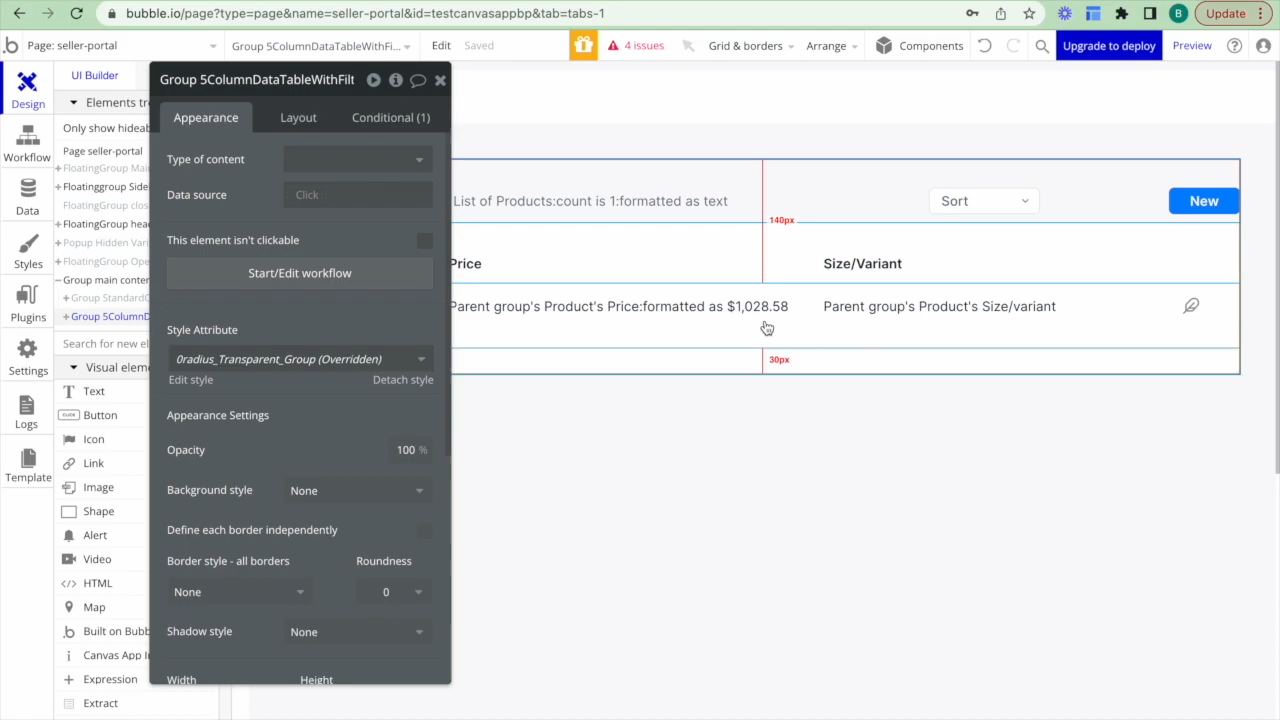 bubble.io/page?type=page&name=seller-portal&id=testcanvasappbp&tab=tabs-1
B
Update
Page: seller-portal
Group 5ColumnDataTableWithFi...
Edit
Saved
4 issues
Grid & borders
Arrange
Components
Upgrade to deploy
Preview
Design
Workflow
Data
Styles
Plugins
Settings
Logs
Template
UI Builder
Elements tr
Only show hideab
Page seller-portal
FloatingGroup Mai
Floatinggroup Side
FloatingGroup clos
FloatingGroup hea
Popup Hidden Vari
FloatingGroup Ope
Group main conten
Group StandardC
Group 5ColumnD
Search for new el
Visual elem
Text
CLICK Button
Icon
Link
Image
Shape
Alert
Video
</> HTML
Map
Built on Bubb
Canvas App In
Expression
Extract
Group 5ColumnDataTableWithFilt
Appearance
Layout
Conditional (1)
Type of content
Data source
Click
This element isn't clickable
Start/Edit workflow
Style Attribute
0radius_Transparent_Group (Overridden)
Edit style
Detach style
Appearance Settings
Opacity
100 %
Background style
None
Define each border independently
Border style - all borders
Roundness
None
0
Shadow style
None
Width
Height
List of Products:count is 1:formatted as text
Sort
New
140px
Price
Size/Variant
Parent group's Product's Price:formatted as $1,028.58
Parent group's Product's Size/variant
30px